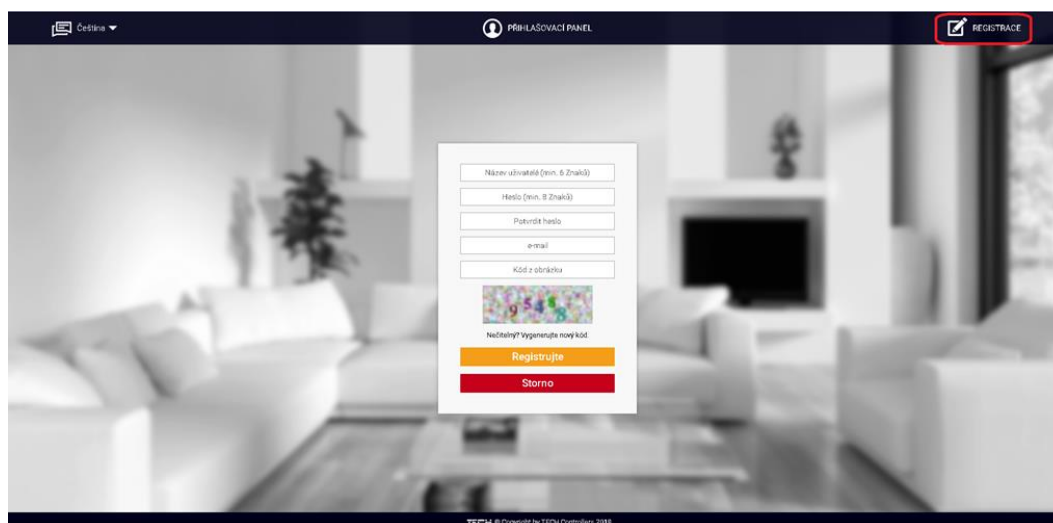 Čeština
PŘIHLAŠOVACÍ PANEL
REGISTRACE
Název uživatelé (min. 6 Znaků)
Heslo (min. 8 Znaků)
Potvrdit heslo
e-mail
Kód z obrázku
Nečitelný? Vygenerujte nový kód
Registrujte
Storno
TECH © Copyright by TECH Controllers 2018